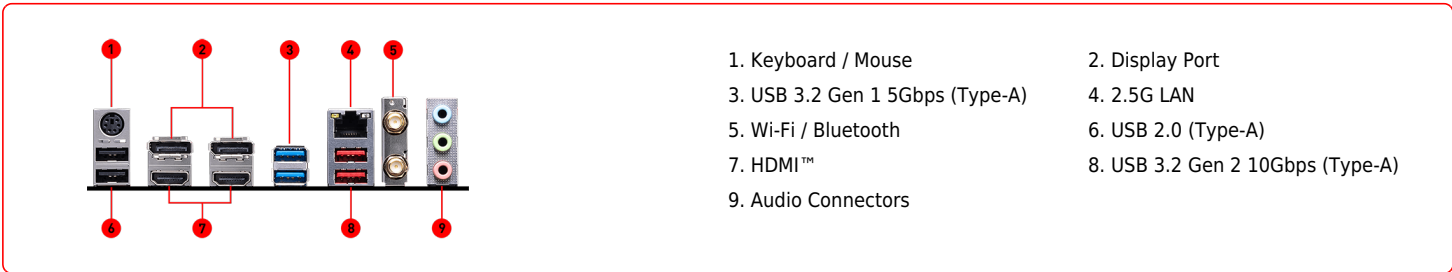 1 2 3 4 5
6 7 8 9
1. Keyboard / Mouse 2. Display Port
3. USB 3.2 Gen 1 5Gbps (Type-A) 4. 2.5G LAN
5. Wi-Fi / Bluetooth 6. USB 2.0 (Type-A)
7. HDMI™ 8. USB 3.2 Gen 2 10Gbps (Type-A)
9. Audio Connectors